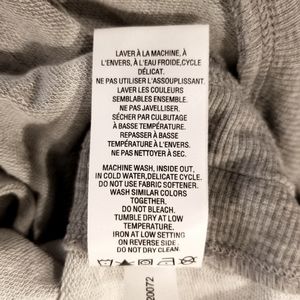 LAVER À LA MACHINE, À
L'ENVERS, À L'EAU FROIDE,CYCLE
DÉLICAT.
NE PAS UTILISER L'ASSOUPLISSANT.
LAVER LES COULEURS
SEMBLABLES ENSEMBLE.
NE PAS JAVELLISER.
SÉCHER PAR CULBUTAGE
À BASSE TEMPÉRATURE.
REPASSER À BASSE
TEMPÉRATURE À L'ENVERS.
NE PAS NETTOYER À SEC.
MACHINE WASH, INSIDE OUT,
IN COLD WATER,DELICATE CYCLE.
DO NOT USE FABRIC SOFTENER.
WASH SIMILAR COLORS
TOGETHER.
DO NOT BLEACH.
TUMBLE DRY AT LOW
TEMPERATURE.
IRON AT LOW SETTING
ON REVERSE SIDE.
DO NOT DRY CLEAN.
20072